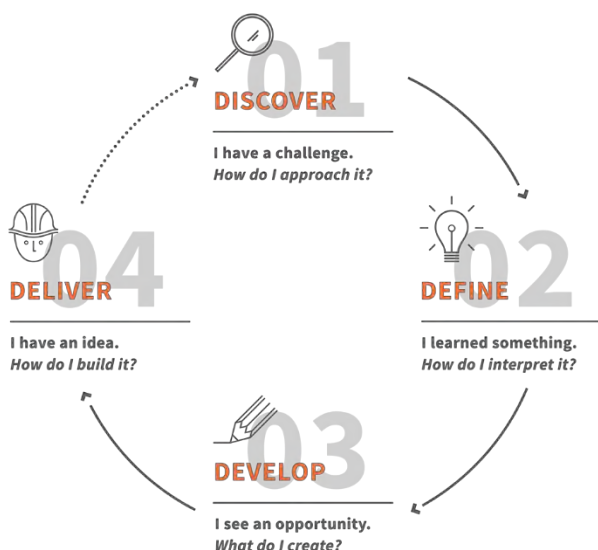 01
DISCOVER
I have a challenge.
How do I approach it?
02
DEFINE
I learned something.
How do I interpret it?
03
DEVELOP
I see an opportunity.
What do I create?
04
DELIVER
I have an idea.
How do I build it?